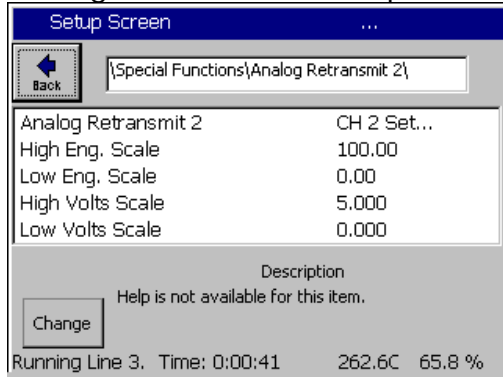 Setup Screen ...
Back
\Special Functions\Analog Retransmit 2\
Analog Retransmit 2 CH 2 Set...
High Eng. Scale 100.00
Low Eng. Scale 0.00
High Volts Scale 5.000
Low Volts Scale 0.000
Description
Help is not available for this item.
Change
Running Line 3. Time: 0:00:41 262.6C 65.8 %